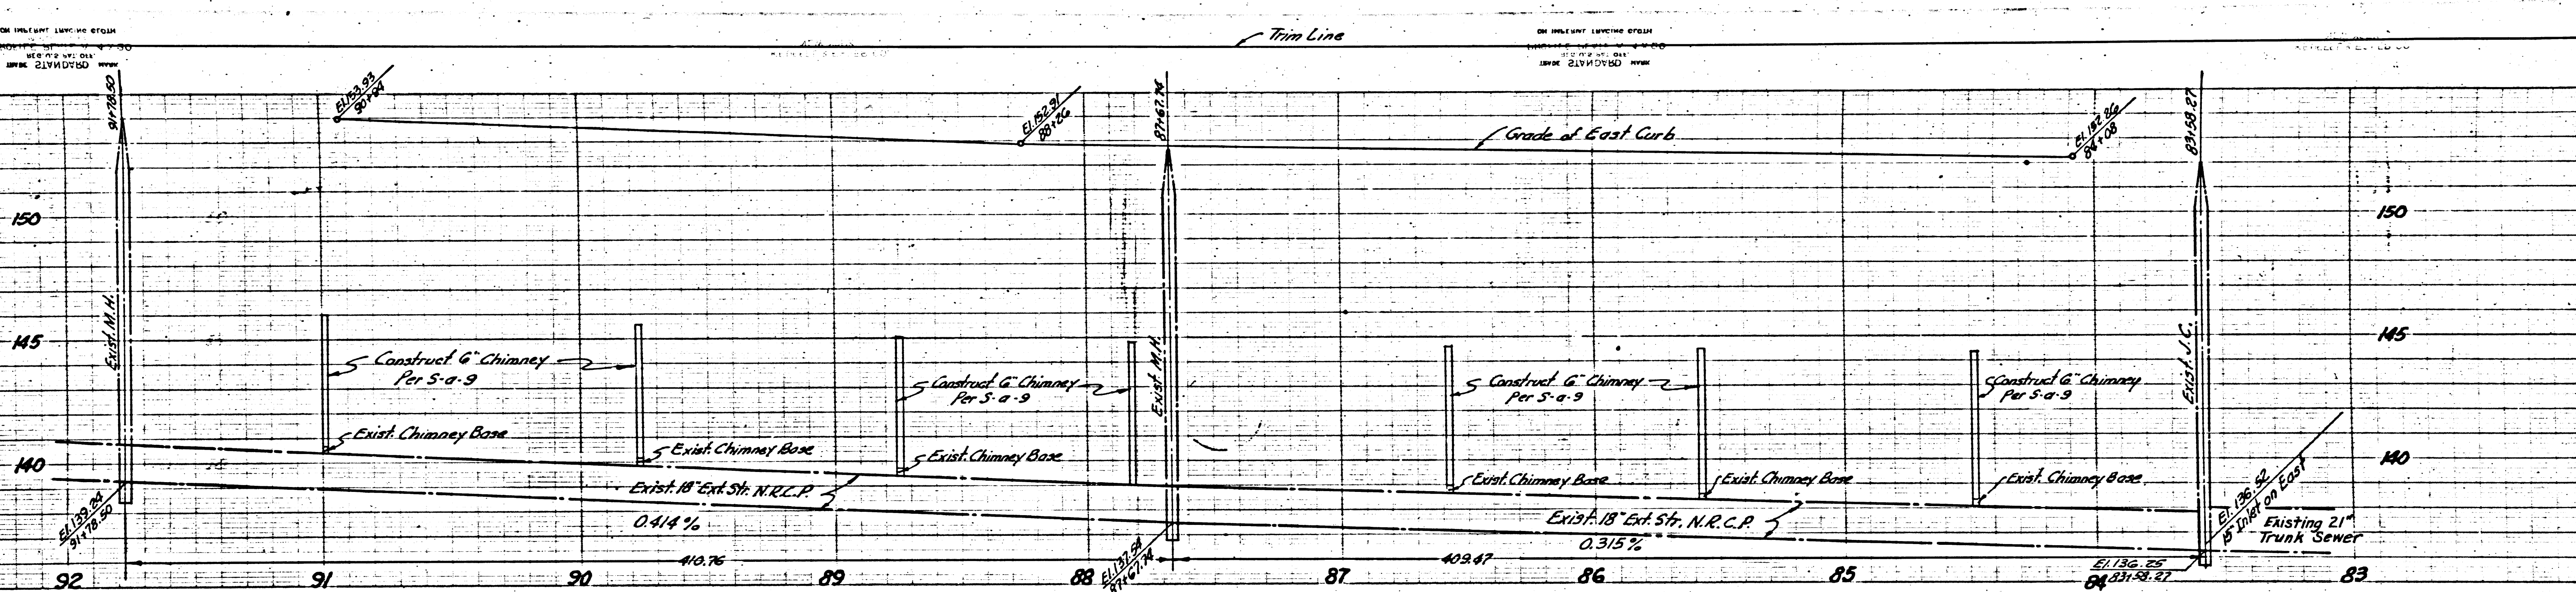 Trim Line
91+78.50
El.153.93
90+94
El.152.91
88+26
87+67.74
Grade of East Curb
El.152.26
84+08
83+58.27
150
150
Exist. M.H.
145
Construct 6" Chimney
Per S-a-9
Construct 6" Chimney
Per S-a-9
Exist. M.H.
Construct 6" Chimney
Per S-a-9
Construct 6" Chimney
Per S-a-9
Exist. J.C.
145
140
Exist. Chimney Base
Exist. Chimney Base
Exist. Chimney Base
Exist. Chimney Base
Exist. Chimney Base
Exist. Chimney Base
140
El.139.24
91+78.50
Exist. 18" Ext. Str. N.R.C.P.
0.414 %
Exist. 18" Ext. Str. N.R.C.P.
0.315 %
El. 136.52
15" Inlet on East
Existing 21"
Trunk Sewer
410.76
El.137.54
87+67.74
409.47
El.136.25
83+58.27
92
91
90
89
88
87
86
85
84
83